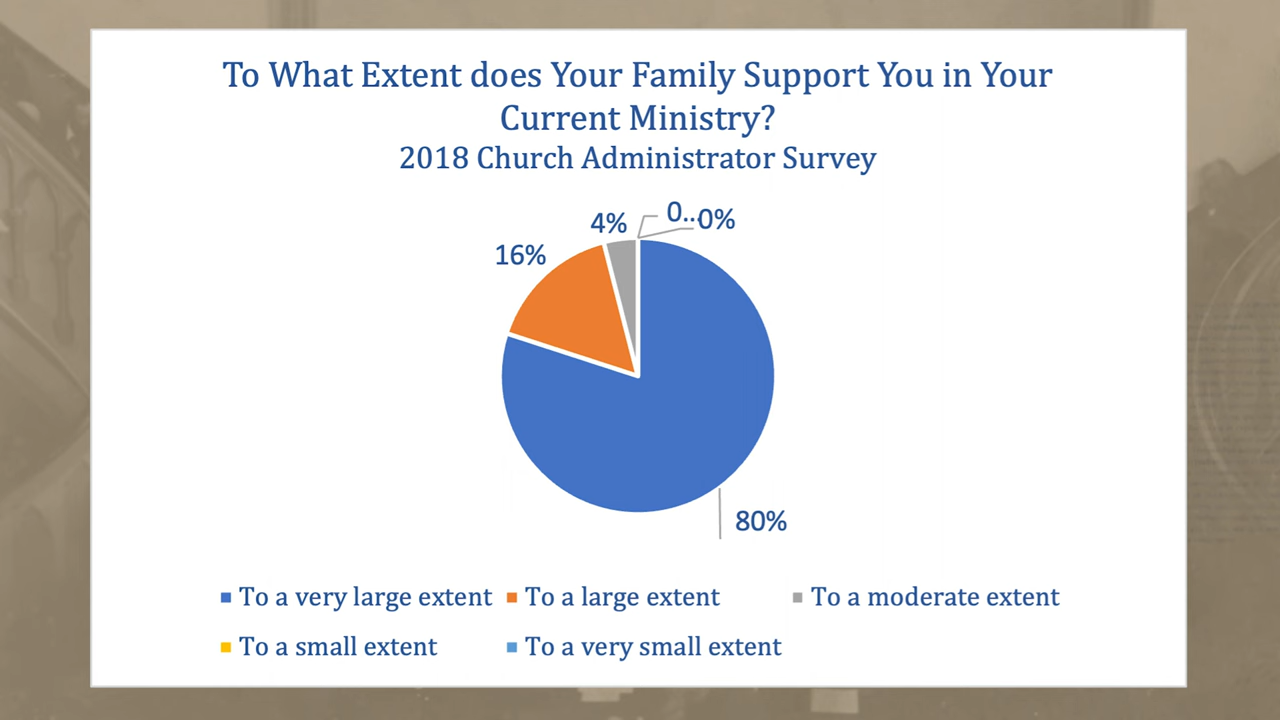 To What Extent does Your Family Support You in Your
Current Ministry?
2018 Church Administrator Survey
0...
0%
4%
16%
80%
To a very large extent
To a large extent
To a moderate extent
To a small extent
To a very small extent